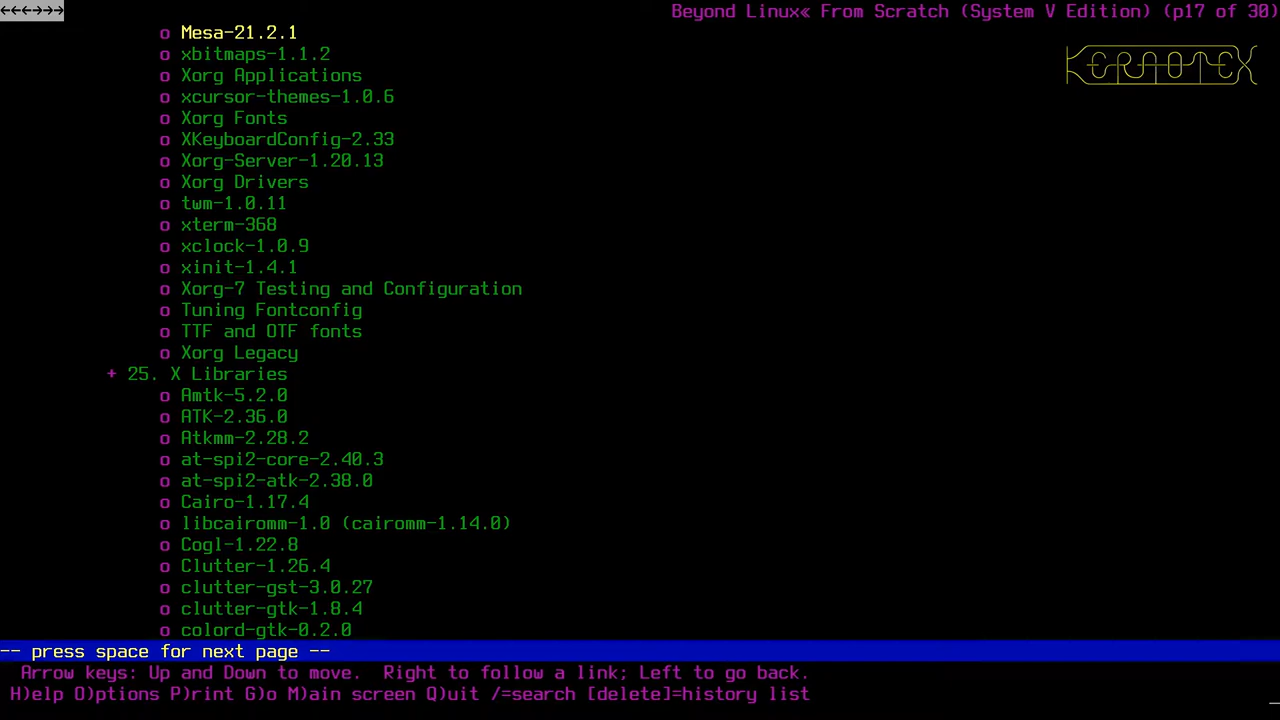 ←←←→→→ Beyond Linux« From Scratch (System V Edition) (p17 of 30)
KERNOTEX
o Mesa-21.2.1
o xbitmaps-1.1.2
o Xorg Applications
o xcursor-themes-1.0.6
o Xorg Fonts
o XKeyboardConfig-2.33
o Xorg-Server-1.20.13
o Xorg Drivers
o twm-1.0.11
o xterm-368
o xclock-1.0.9
o xinit-1.4.1
o Xorg-7 Testing and Configuration
o Tuning Fontconfig
o TTF and OTF fonts
o Xorg Legacy
+ 25. X Libraries
o Amtk-5.2.0
o ATK-2.36.0
o Atkmm-2.28.2
o at-spi2-core-2.40.3
o at-spi2-atk-2.38.0
o Cairo-1.17.4
o libcairomm-1.0 (cairomm-1.14.0)
o Cogl-1.22.8
o Clutter-1.26.4
o clutter-gst-3.0.27
o clutter-gtk-1.8.4
o colord-gtk-0.2.0
-- press space for next page --
Arrow keys: Up and Down to move. Right to follow a link; Left to go back.
H)elp O)ptions P)rint G)o M)ain screen Q)uit /=search [delete]=history list